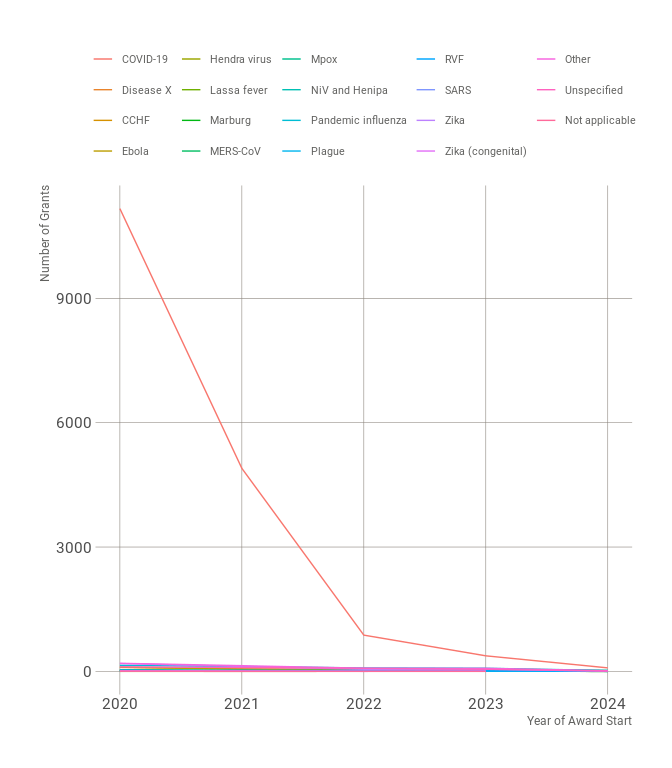 COVID-19 Hendra virus Mpox RVF Other
Disease X Lassa fever NiV and Henipa SARS Unspecified
CCHF Marburg Pandemic influenza Zika Not applicable
Ebola MERS-CoV Plague Zika (congenital)
Number of Grants
9000
6000
3000
0
2020 2021 2022 2023 2024
Year of Award Start